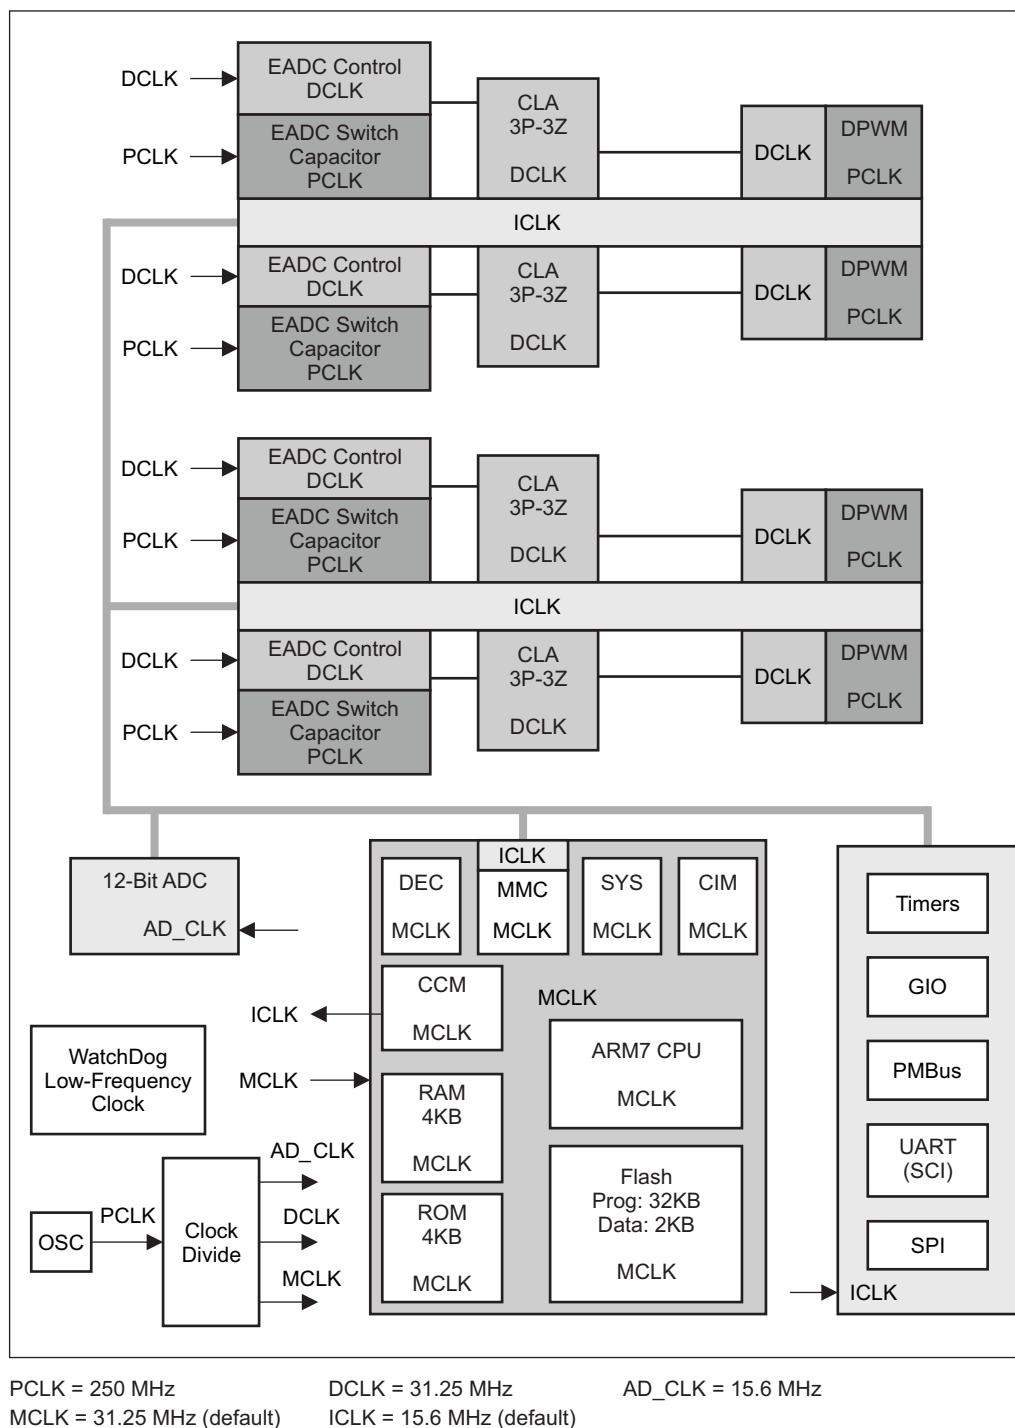 DCLK
EADC Control
DCLK
PCLK
EADC Switch
Capacitor
PCLK
CLA
3P-3Z
DCLK
DCLK
DPWM
PCLK
ICLK
DCLK
EADC Control
DCLK
PCLK
EADC Switch
Capacitor
PCLK
CLA
3P-3Z
DCLK
DCLK
DPWM
PCLK
DCLK
EADC Control
DCLK
PCLK
EADC Switch
Capacitor
PCLK
CLA
3P-3Z
DCLK
DCLK
DPWM
PCLK
ICLK
DCLK
EADC Control
DCLK
PCLK
EADC Switch
Capacitor
PCLK
CLA
3P-3Z
DCLK
DCLK
DPWM
PCLK
12-Bit ADC
AD_CLK
ICLK
DEC
MCLK
MMC
MCLK
SYS
MCLK
CIM
MCLK
CCM
MCLK
ICLK
MCLK
MCLK
ARM7 CPU
MCLK
RAM
4KB
MCLK
ROM
4KB
MCLK
Flash
Prog: 32KB
Data: 2KB
MCLK
Timers
GIO
PMBus
UART
(SCI)
SPI
ICLK
WatchDog
Low-Frequency
Clock
OSC
PCLK
Clock
Divide
AD_CLK
DCLK
MCLK
PCLK = 250 MHz
DCLK = 31.25 MHz
AD_CLK = 15.6 MHz
MCLK = 31.25 MHz (default)
ICLK = 15.6 MHz (default)